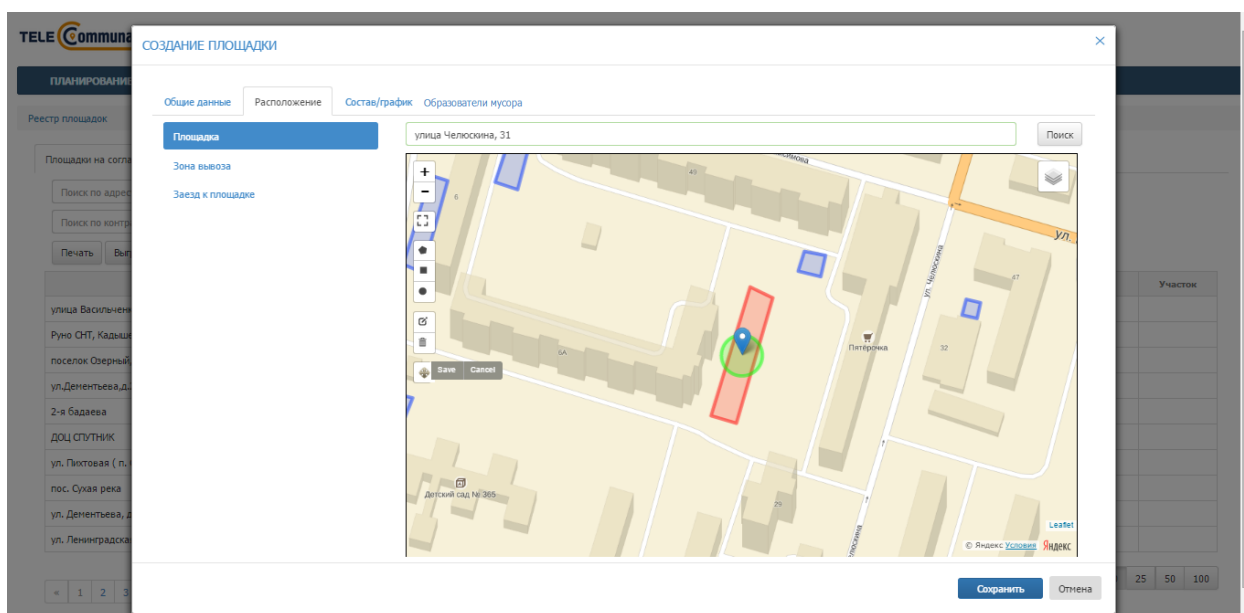 TELE Communa
СОЗДАНИЕ ПЛОЩАДКИ
×
ПЛАНИРОВАНИЕ
Общие данные Расположение Состав/график Образователи мусора
Реестр площадок
Площадка
улица Челюскина, 31
Поиск
Площадки на согла
Зона вывоза
Заезд к площадке
Поиск по адрес
Поиск по контр
Печать Выг
+
−
49
6
ул.
ул. Челюскина
47
Участок
улица Васильченк
Руно СНТ, Кадыше
Пятёрочка
32
поселок Озерный,
6А
Save Cancel
ул.Дементьева,д.
2-я бадаева
ДОЦ СПУТНИК
ул. Пихтовая ( п.
пос. Сухая река
Детский сад № 365
29
ул. Дементьева, д
Leaflet
ул. Ленинградска
© Яндекс Условия Яндекс
« 1 2 3
Сохранить Отмена
25 50 100